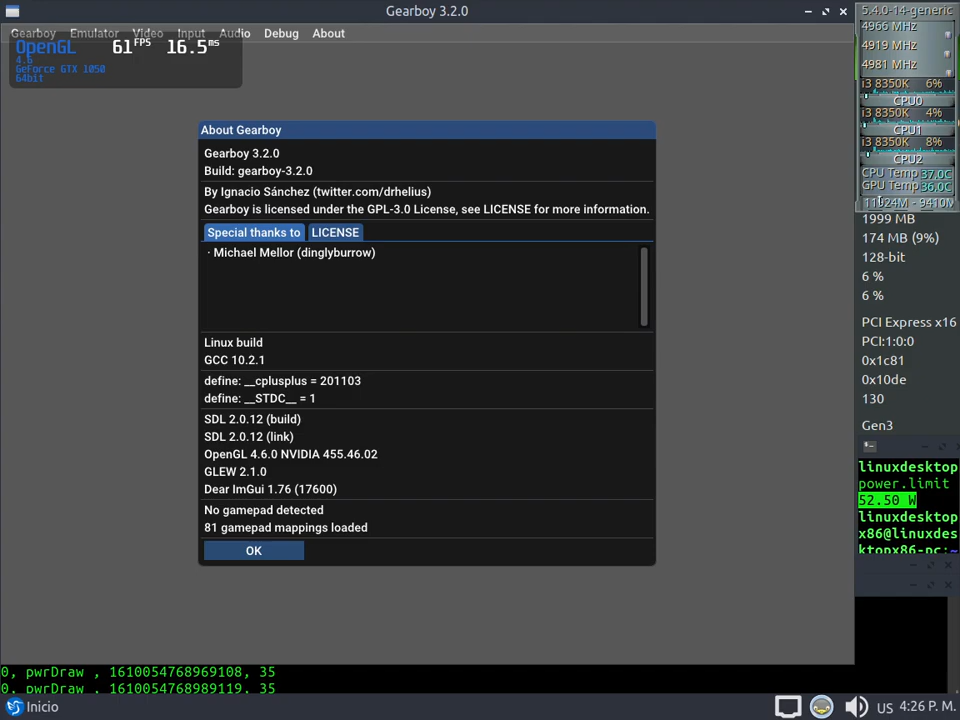 Gearboy 3.2.0
Gearboy Emulator Video Input Audio Debug About
OpenGL 61 FPS 16.5ms
4.6
GeForce GTX 1050
64bit
About Gearboy
Gearboy 3.2.0
Build: gearboy-3.2.0
By Ignacio Sánchez (twitter.com/drhelius)
Gearboy is licensed under the GPL-3.0 License, see LICENSE for more information.
Special thanks to LICENSE
· Michael Mellor (dinglyburrow)
Linux build
GCC 10.2.1
define: __cplusplus = 201103
define: __STDC__ = 1
SDL 2.0.12 (build)
SDL 2.0.12 (link)
OpenGL 4.6.0 NVIDIA 455.46.02
GLEW 2.1.0
Dear ImGui 1.76 (17600)
No gamepad detected
81 gamepad mappings loaded
OK
5.4.0-14-generic
4966 MHz
4919 MHz
4981 MHz
i3 8350K 6%
CPU0
i3 8350K 4%
CPU1
i3 8350K 8%
CPU2
CPU Temp 37.0C
GPU Temp 36.0C
1999 MB
174 MB (9%)
128-bit
6 %
6 %
PCI Express x16
PCI:1:0:0
0x1c81
0x10de
130
Gen3
linuxdesktop
power.limit
52.50 W
linuxdesktop
x86@linuxdes
ktopx86-pc:~
0, pwrDraw , 1610054768969108, 35
0, pwrDraw , 1610054768989119, 35
Inicio
US 4:26 P. M.